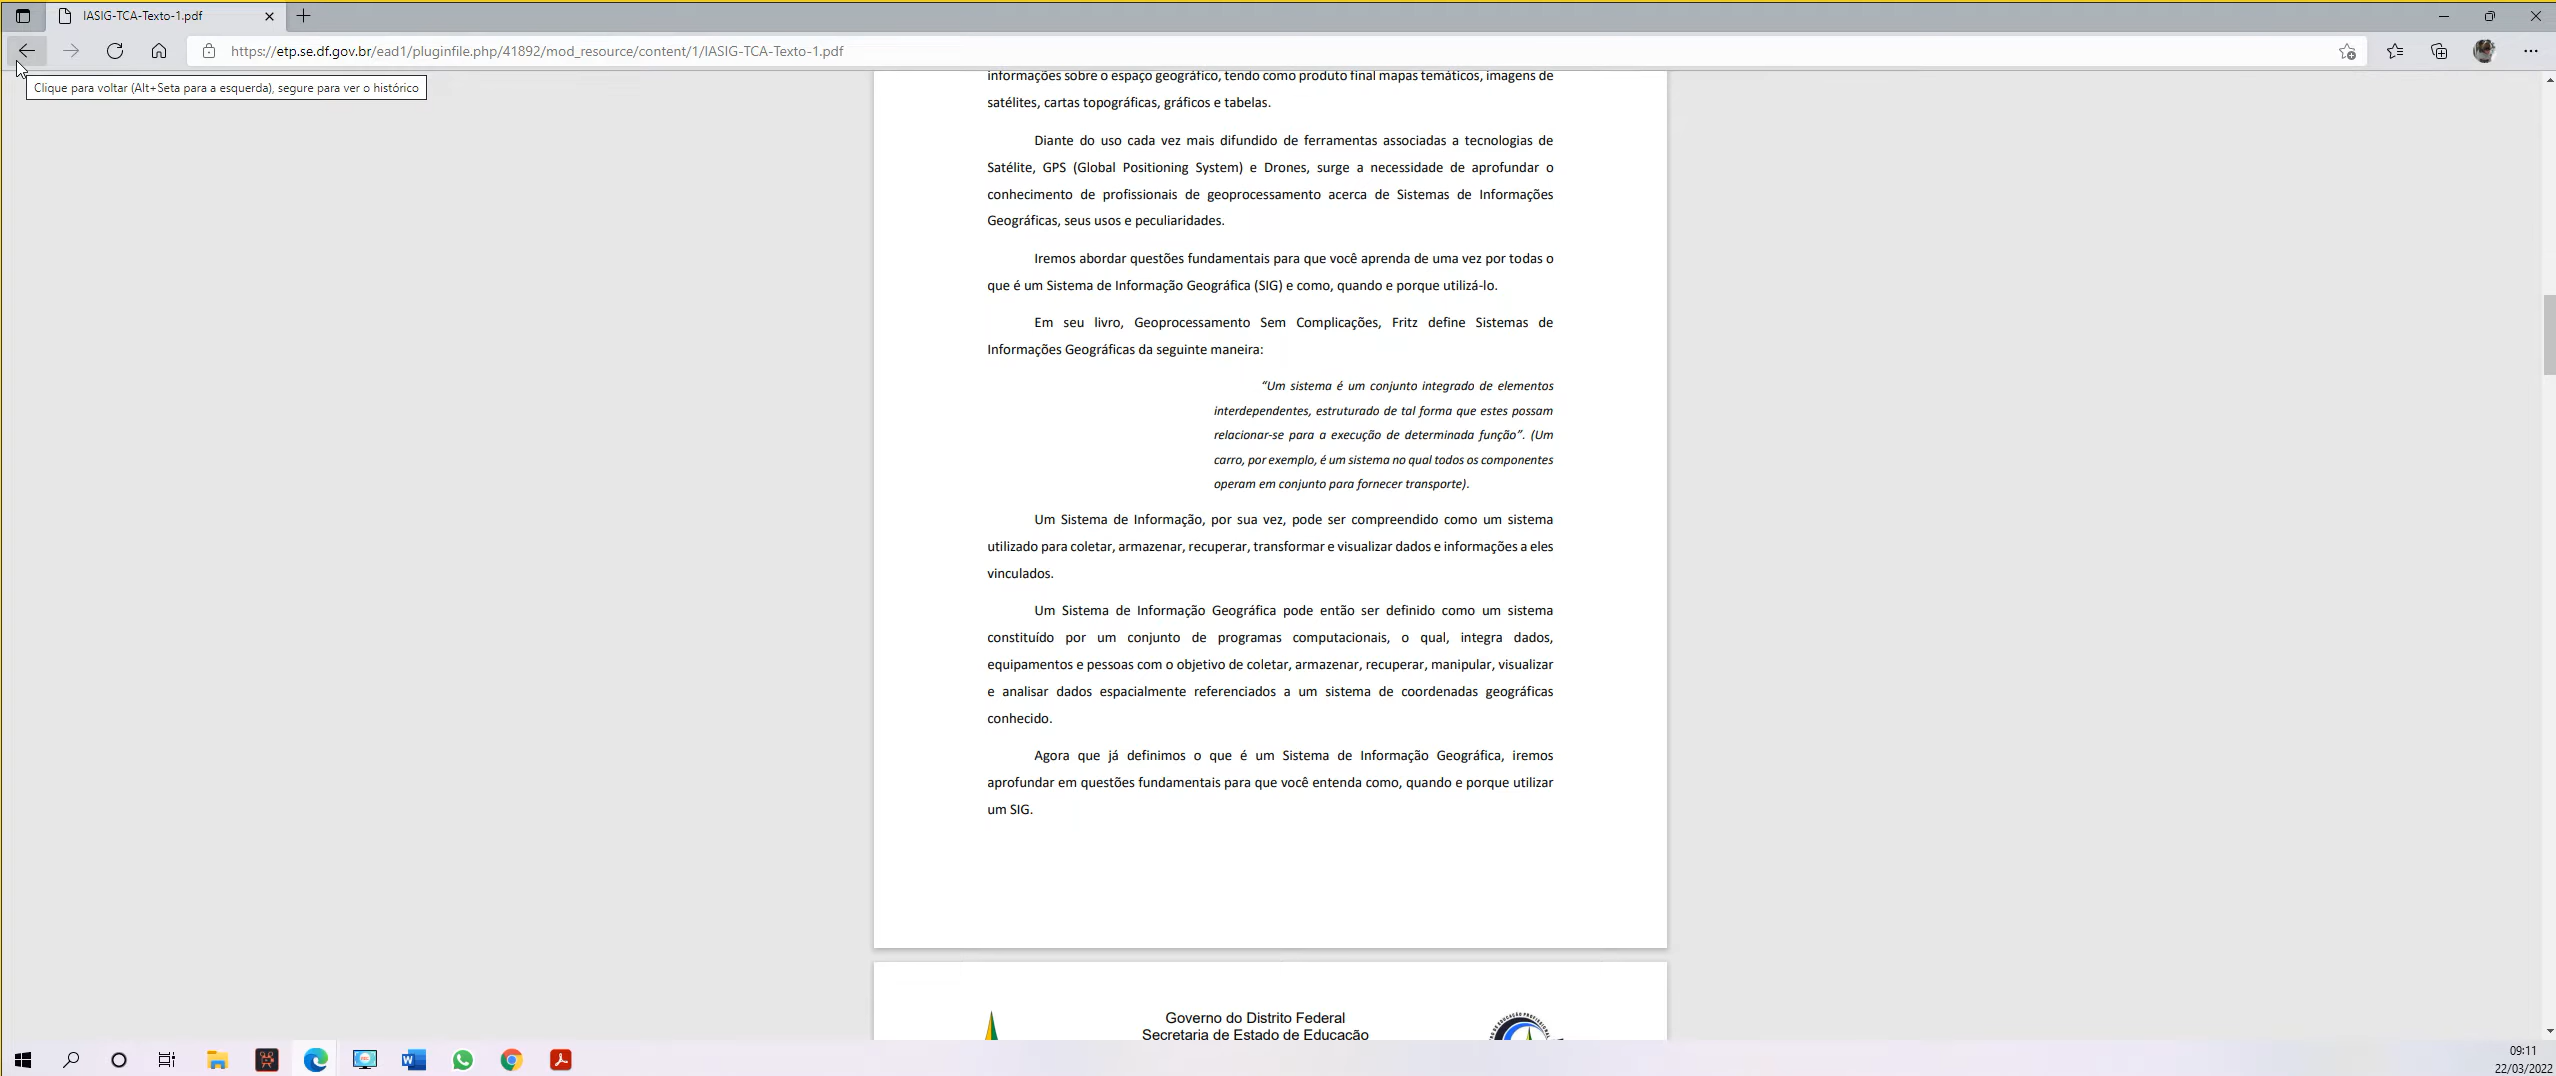 IASIG-TCA-Texto-1.pdf
https://etp.se.df.gov.br/ead1/pluginfile.php/41892/mod_resource/content/1/IASIG-TCA-Texto-1.pdf
Clique para voltar (Alt+Seta para a esquerda), segure para ver o histórico
informações sobre o espaço geográfico, tendo como produto final mapas temáticos, imagens de
satélites, cartas topográficas, gráficos e tabelas.
Diante do uso cada vez mais difundido de ferramentas associadas a tecnologias de
Satélite, GPS (Global Positioning System) e Drones, surge a necessidade de aprofundar o
conhecimento de profissionais de geoprocessamento acerca de Sistemas de Informações
Geográficas, seus usos e peculiaridades.
Iremos abordar questões fundamentais para que você aprenda de uma vez por todas o
que é um Sistema de Informação Geográfica (SIG) e como, quando e porque utilizá-lo.
Em seu livro, Geoprocessamento Sem Complicações, Fritz define Sistemas de
Informações Geográficas da seguinte maneira:
“Um sistema é um conjunto integrado de elementos
interdependentes, estruturado de tal forma que estes possam
relacionar-se para a execução de determinada função”. (Um
carro, por exemplo, é um sistema no qual todos os componentes
operam em conjunto para fornecer transporte).
Um Sistema de Informação, por sua vez, pode ser compreendido como um sistema
utilizado para coletar, armazenar, recuperar, transformar e visualizar dados e informações a eles
vinculados.
Um Sistema de Informação Geográfica pode então ser definido como um sistema
constituído por um conjunto de programas computacionais, o qual, integra dados,
equipamentos e pessoas com o objetivo de coletar, armazenar, recuperar, manipular, visualizar
e analisar dados espacialmente referenciados a um sistema de coordenadas geográficas
conhecido.
Agora que já definimos o que é um Sistema de Informação Geográfica, iremos
aprofundar em questões fundamentais para que você entenda como, quando e porque utilizar
um SIG.
Governo do Distrito Federal
Secretaria de Estado de Educação
09:11
22/03/2022